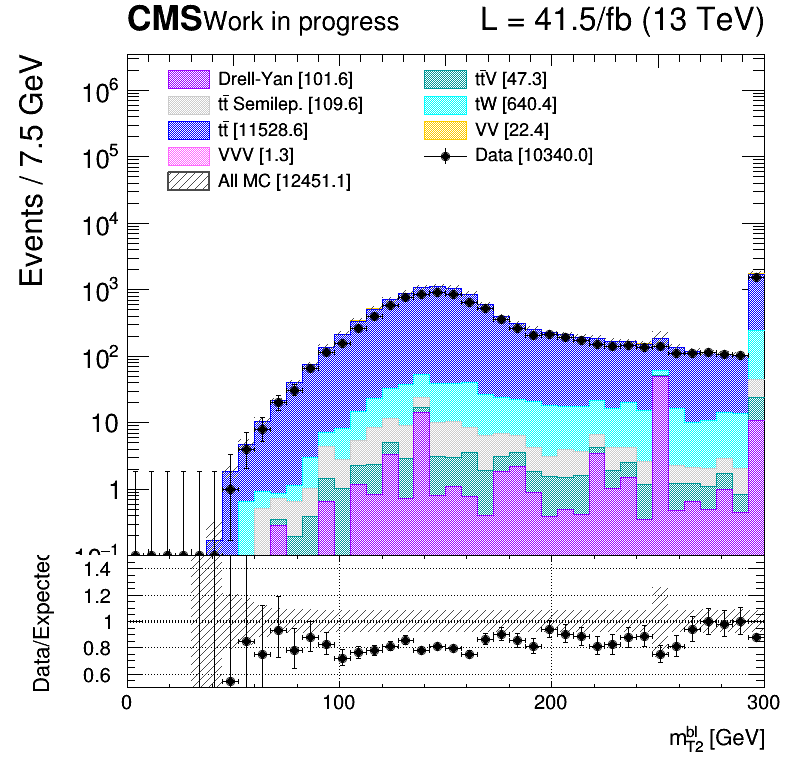 CMS Work in progress L = 41.5/fb (13 TeV)
Events / 7.5 GeV
Drell-Yan [101.6] tt̄V [47.3]
tt̄ Semilep. [109.6] tW [640.4]
tt̄ [11528.6] VV [22.4]
VVV [1.3] Data [10340.0]
All MC [12451.1]
10⁶
10⁵
10⁴
10³
10²
10
1
10⁻¹
Data/Expected
1.4
1.2
1
0.8
0.6
0 100 200 300
m_{T2}^{bl} [GeV]